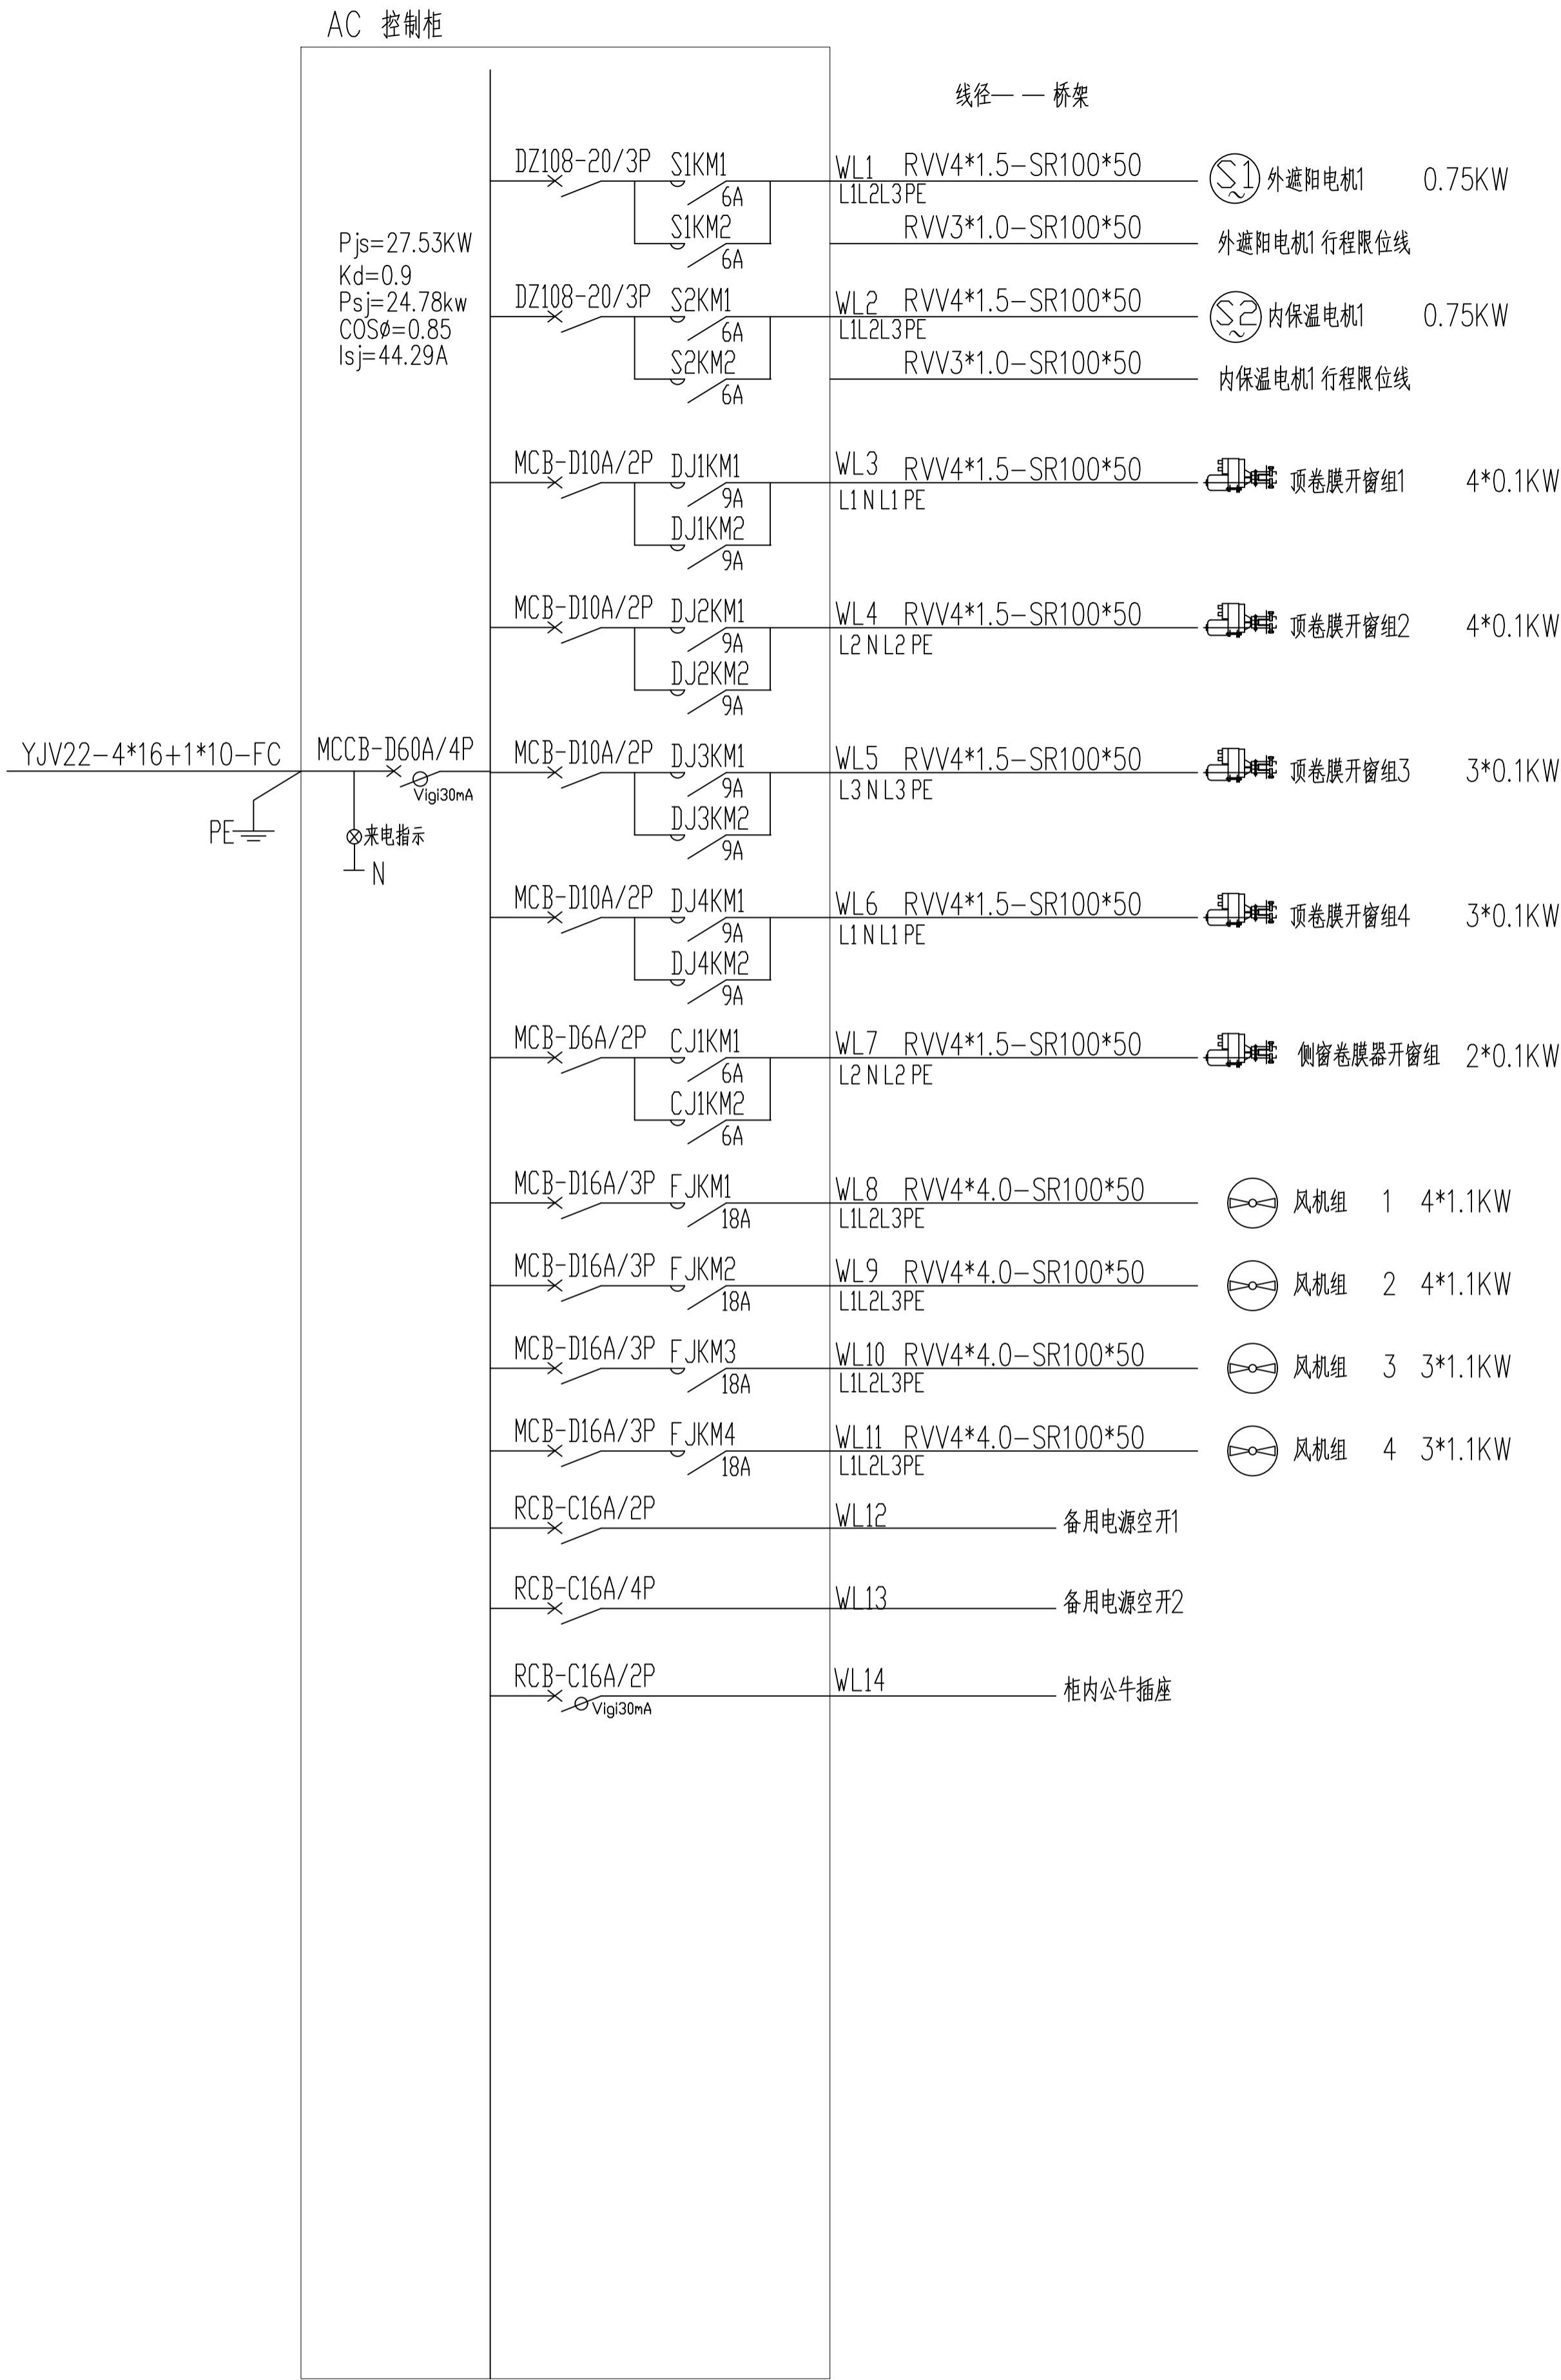 AC 控制柜
线径— — 桥架
Pjs=27.53KW
Kd=0.9
Psj=24.78kw
COSø=0.85
Isj=44.29A
DZ108-20/3P S1KM1 WL1 RVV4*1.5-SR100*50 S1 外遮阳电机1 0.75KW
6A L1L2L3PE
S1KM2 RVV3*1.0-SR100*50 外遮阳电机1 行程限位线
6A
DZ108-20/3P S2KM1 WL2 RVV4*1.5-SR100*50 S2 内保温电机1 0.75KW
6A L1L2L3PE
S2KM2 RVV3*1.0-SR100*50 内保温电机1 行程限位线
6A
MCB-D10A/2P DJ1KM1 WL3 RVV4*1.5-SR100*50 顶卷膜开窗组1 4*0.1KW
9A L1 N L1 PE
DJ1KM2
9A
MCB-D10A/2P DJ2KM1 WL4 RVV4*1.5-SR100*50 顶卷膜开窗组2 4*0.1KW
9A L2 N L2 PE
DJ2KM2
9A
YJV22-4*16+1*10-FC MCCB-D60A/4P MCB-D10A/2P DJ3KM1 WL5 RVV4*1.5-SR100*50 顶卷膜开窗组3 3*0.1KW
Vigi30mA 9A L3 N L3 PE
PE 来电指示 DJ3KM2
N 9A
MCB-D10A/2P DJ4KM1 WL6 RVV4*1.5-SR100*50 顶卷膜开窗组4 3*0.1KW
9A L1 N L1 PE
DJ4KM2
9A
MCB-D6A/2P CJ1KM1 WL7 RVV4*1.5-SR100*50 侧窗卷膜器开窗组 2*0.1KW
6A L2 N L2 PE
CJ1KM2
6A
MCB-D16A/3P FJKM1 WL8 RVV4*4.0-SR100*50 风机组 1 4*1.1KW
18A L1L2L3PE
MCB-D16A/3P FJKM2 WL9 RVV4*4.0-SR100*50 风机组 2 4*1.1KW
18A L1L2L3PE
MCB-D16A/3P FJKM3 WL10 RVV4*4.0-SR100*50 风机组 3 3*1.1KW
18A L1L2L3PE
MCB-D16A/3P FJKM4 WL11 RVV4*4.0-SR100*50 风机组 4 3*1.1KW
18A L1L2L3PE
RCB-C16A/2P WL12 备用电源空开1
RCB-C16A/4P WL13 备用电源空开2
RCB-C16A/2P WL14 柜内公牛插座
Vigi30mA